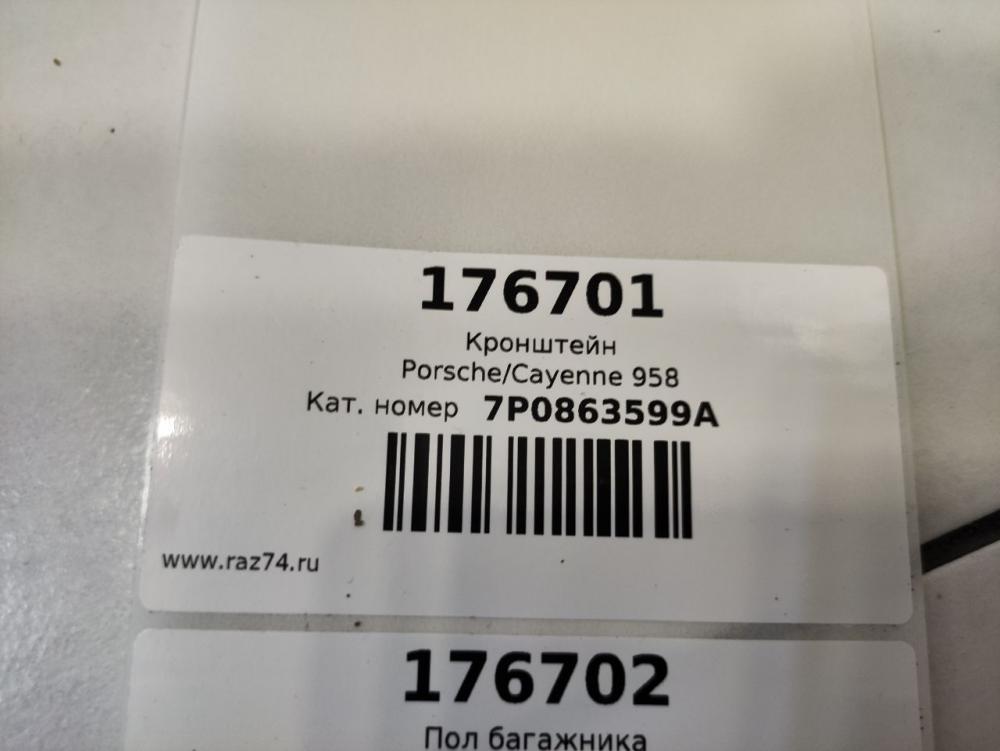 176701
Кронштейн
Porsche/Cayenne 958
Кат. номер 7P0863599A
www.raz74.ru
176702
Пол багажника